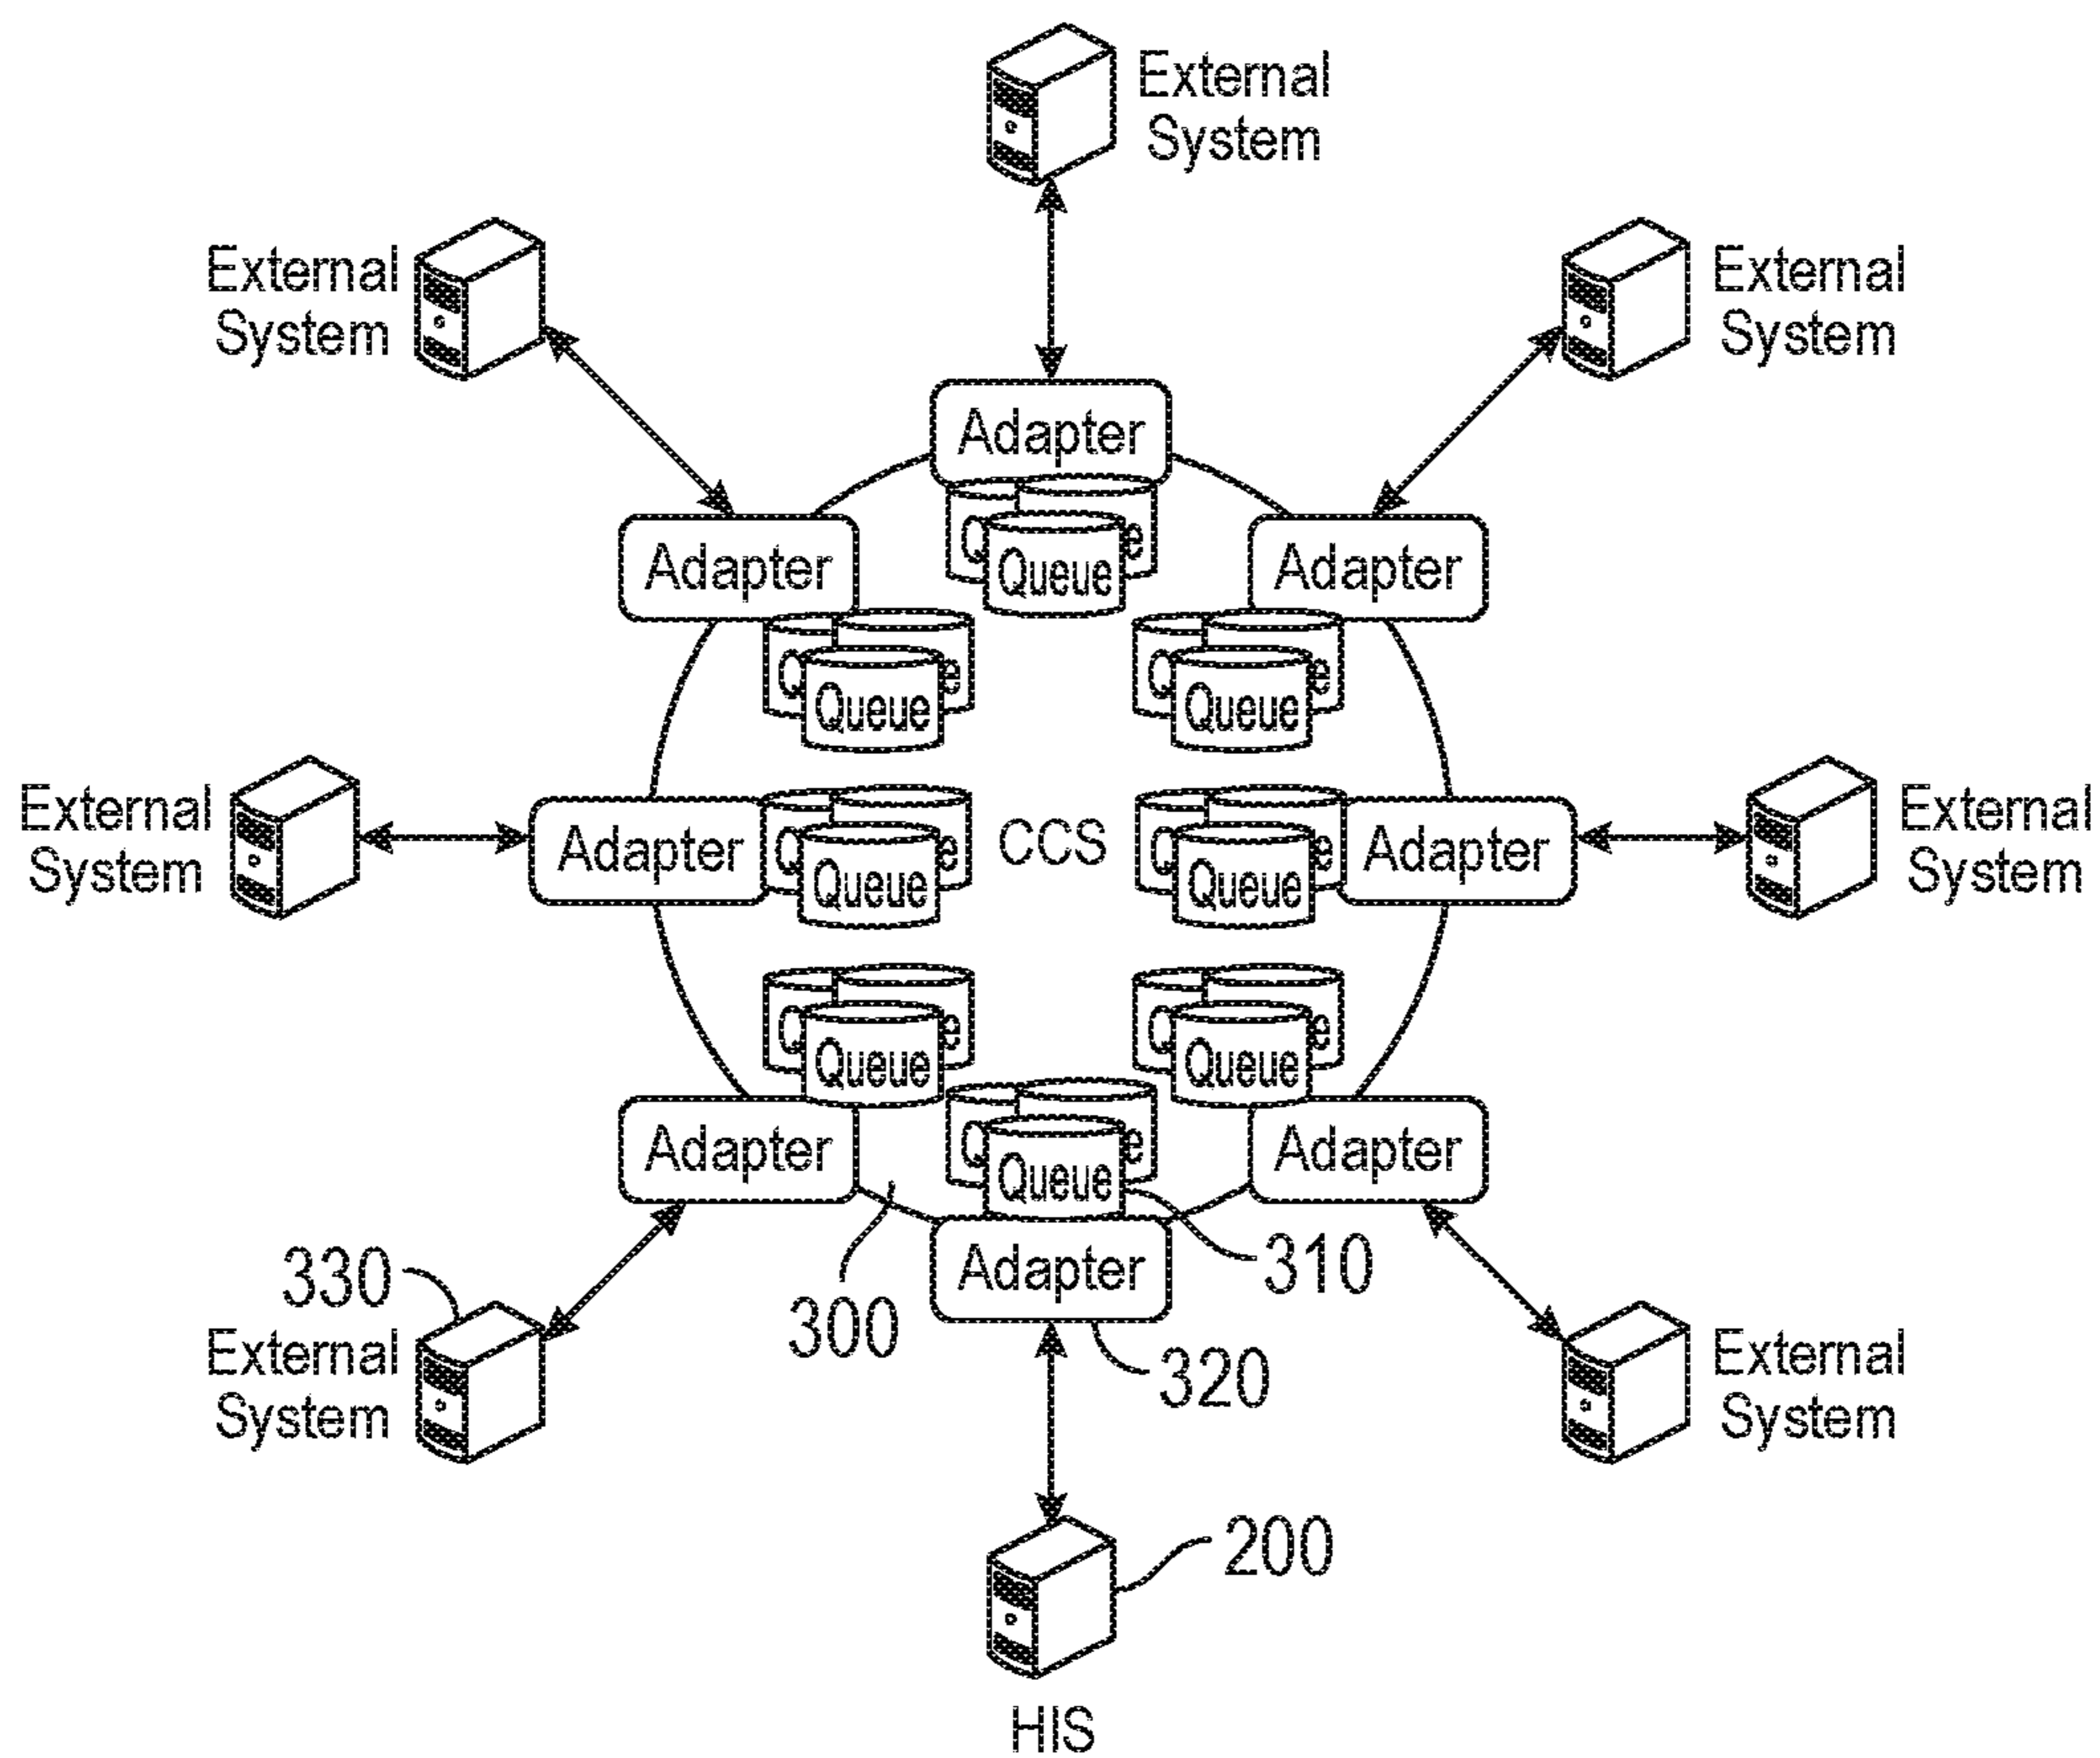 External
System
External
System
External
System
Adapter
Adapter
Adapter
Q
e
Queue
Q
e
Queue
Q
e
Queue
External
System
Adapter
Q
e
Queue
CCS
Q
e
Queue
Adapter
External
System
Q
e
Queue
Q
e
Queue
Adapter
Q
e
Queue
Adapter
330
External
System
300
Adapter
310
320
External
System
200
HIS